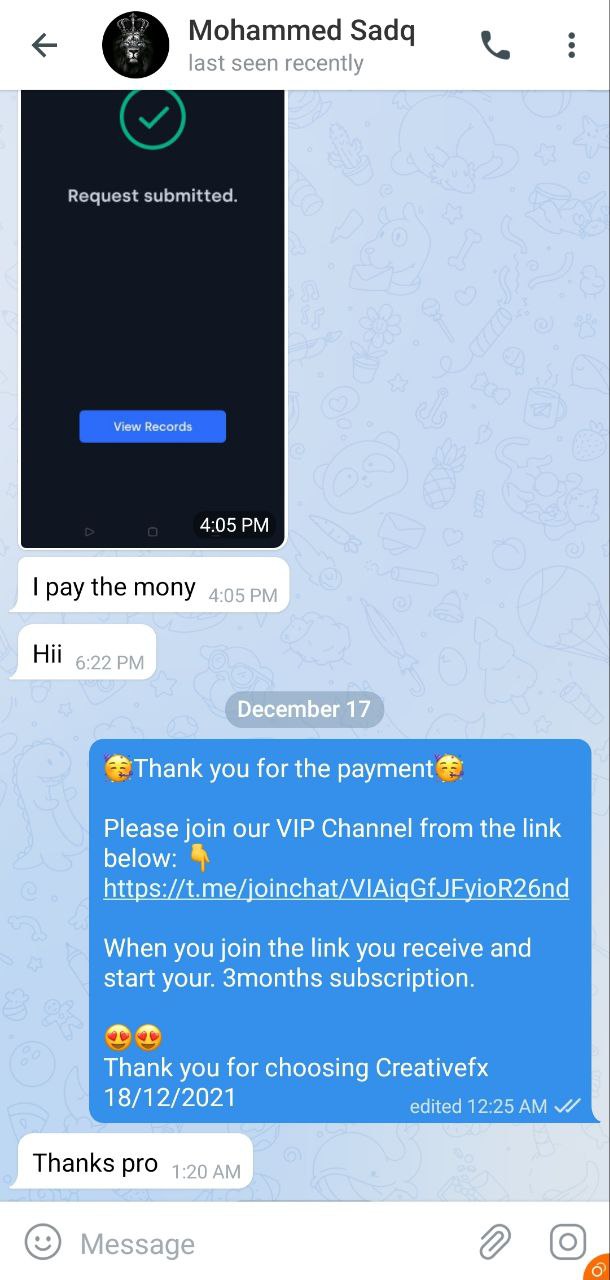 Mohammed Sadq
last seen recently
Request submitted.
View Records
4:05 PM
I pay the mony 4:05 PM
Hii 6:22 PM
December 17
🥳Thank you for the payment🥳
Please join our VIP Channel from the link
below: 👇
https://t.me/joinchat/VIAiqGfJFyioR26nd
When you join the link you receive and
start your. 3months subscription.
😍😍
Thank you for choosing Creativefx
18/12/2021
edited 12:25 AM
Thanks pro 1:20 AM
Message